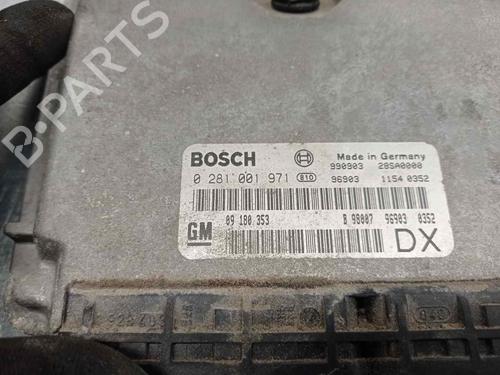 BOSCH Made in Germany
990903 28SA0000
0 281 001 971 610 96903 1154 0352
GM 09 180 353 B 98007 96903 0352
DX
B-PARTS